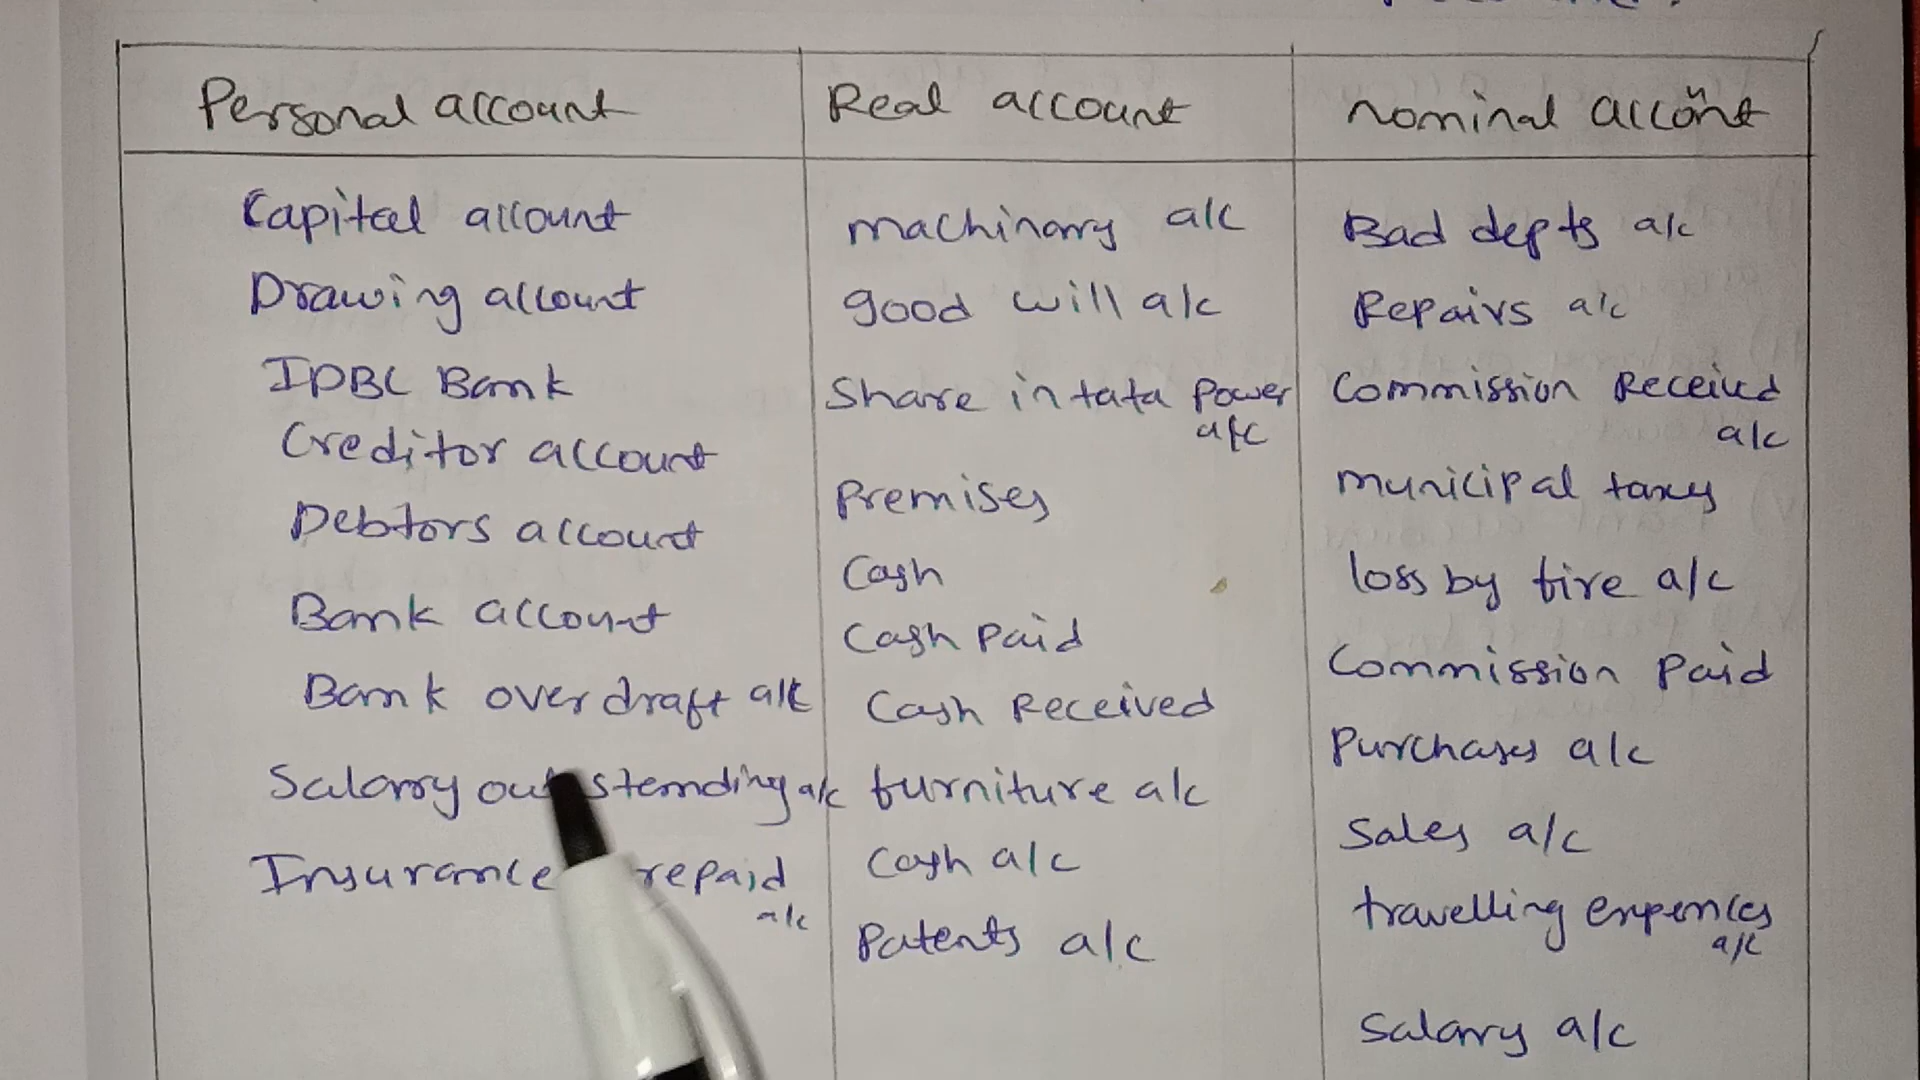 Personal account
Capital account
Drawing account
IDBC Bank
Creditor account
Debtors account
Bank account
Bank overdraft a/c
Salary outstanding a/c
Insurance repaid
a/c
Real account
machinary a/c
good will a/c
Share in tata power
a/c
Premises
Cash
Cash paid
Cash Received
furniture a/c
Cash a/c
Patents a/c
nominal account
Bad depts a/c
Repairs a/c
Commission Received
a/c
municipal taxes
loss by fire a/c
Commission paid
Purchases a/c
Sales a/c
travelling expences
a/c
Salary a/c